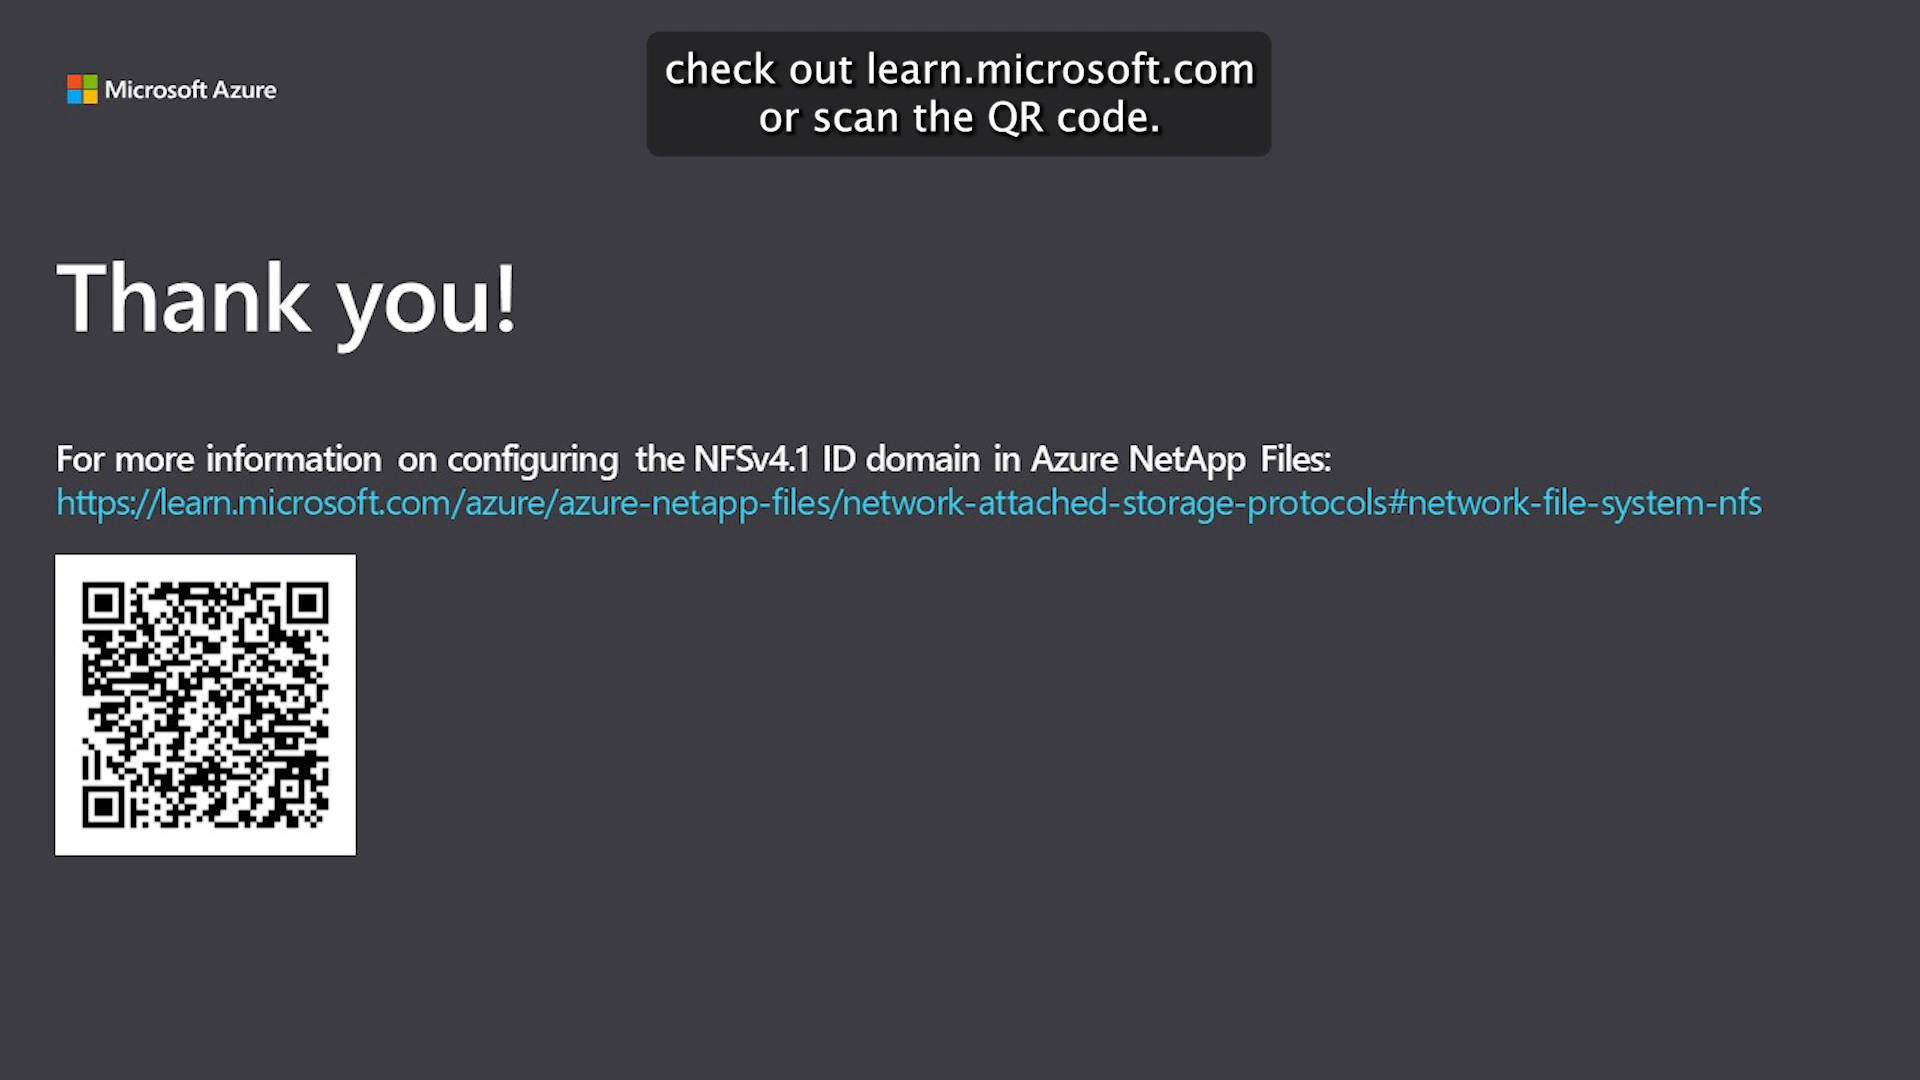 Microsoft Azure
check out learn.microsoft.com
or scan the QR code.
Thank you!
For more information on configuring the NFSv4.1 ID domain in Azure NetApp Files:
https://learn.microsoft.com/azure/azure-netapp-files/network-attached-storage-protocols#network-file-system-nfs